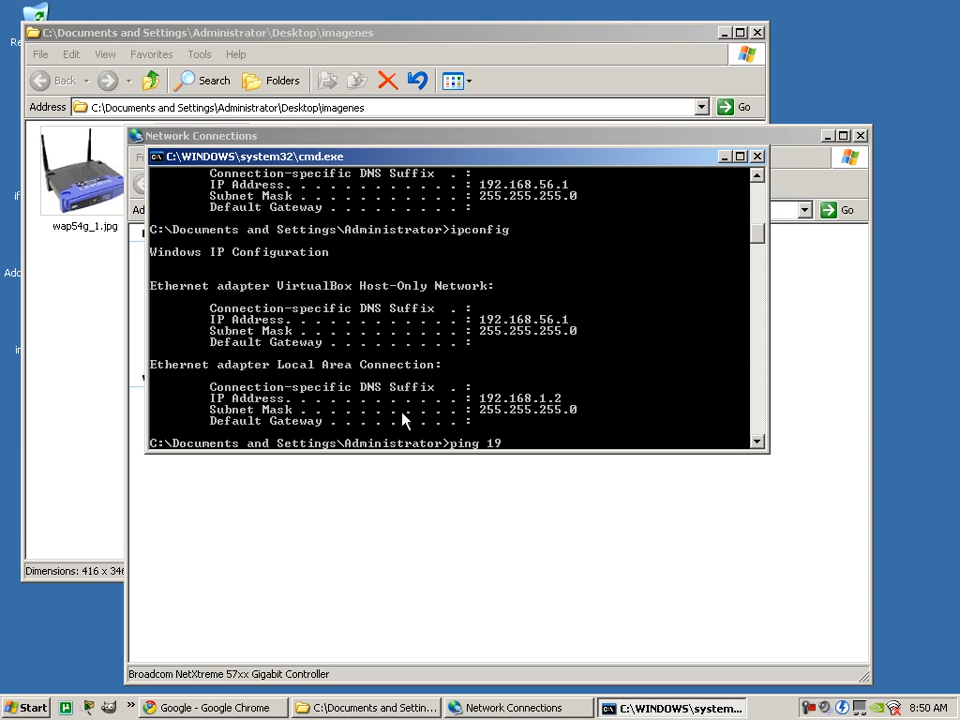 Re
C:\Documents and Settings\Administrator\Desktop\imagenes
File Edit View Favorites Tools Help
Back Search Folders
Address C:\Documents and Settings\Administrator\Desktop\imagenes Go
Network Connections
C:\WINDOWS\system32\cmd.exe
Connection-specific DNS Suffix . :
IP Address. . . . . . . . . . . . : 192.168.56.1
Subnet Mask . . . . . . . . . . . : 255.255.255.0
Default Gateway . . . . . . . . . :
Ad Go
C:\Documents and Settings\Administrator>ipconfig
Windows IP Configuration
Ethernet adapter VirtualBox Host-Only Network:
Connection-specific DNS Suffix . :
IP Address. . . . . . . . . . . . : 192.168.56.1
Subnet Mask . . . . . . . . . . . : 255.255.255.0
Default Gateway . . . . . . . . . :
Ethernet adapter Local Area Connection:
Connection-specific DNS Suffix . :
IP Address. . . . . . . . . . . . : 192.168.1.2
Subnet Mask . . . . . . . . . . . : 255.255.255.0
Default Gateway . . . . . . . . . :
C:\Documents and Settings\Administrator>ping 19
wap54g_1.jpg
if
Ado
in
Dimensions: 416 x 346
Broadcom NetXtreme 57xx Gigabit Controller
Start Google - Google Chrome C:\Documents and Settin... Network Connections C:\WINDOWS\system... 8:50 AM